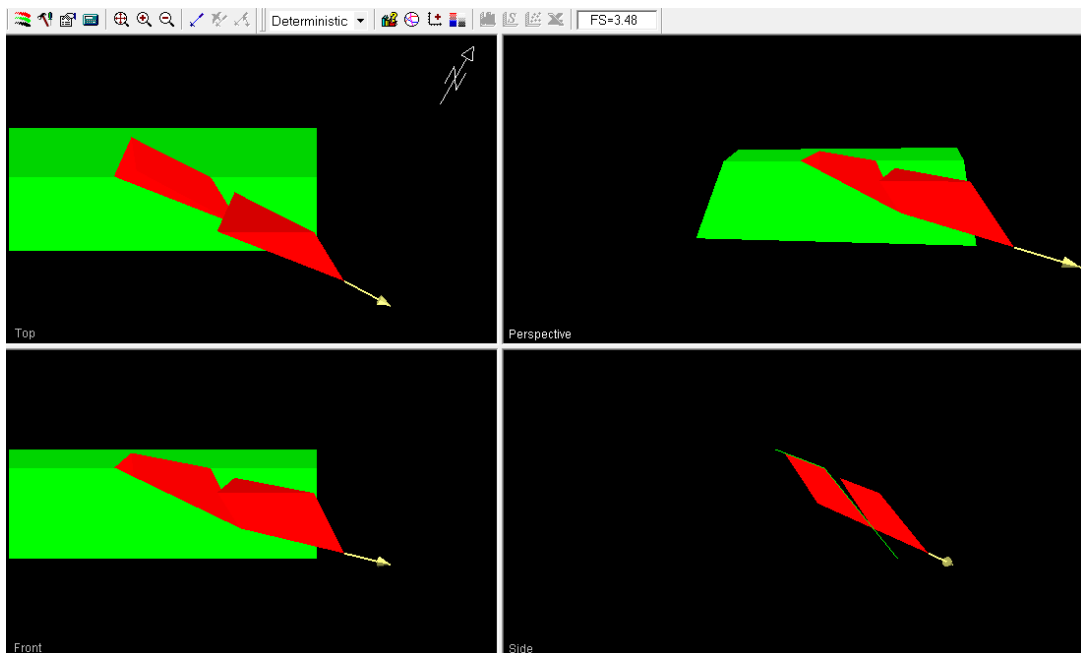 Deterministic FS=3.48
N
Top
Perspective
Front
Side